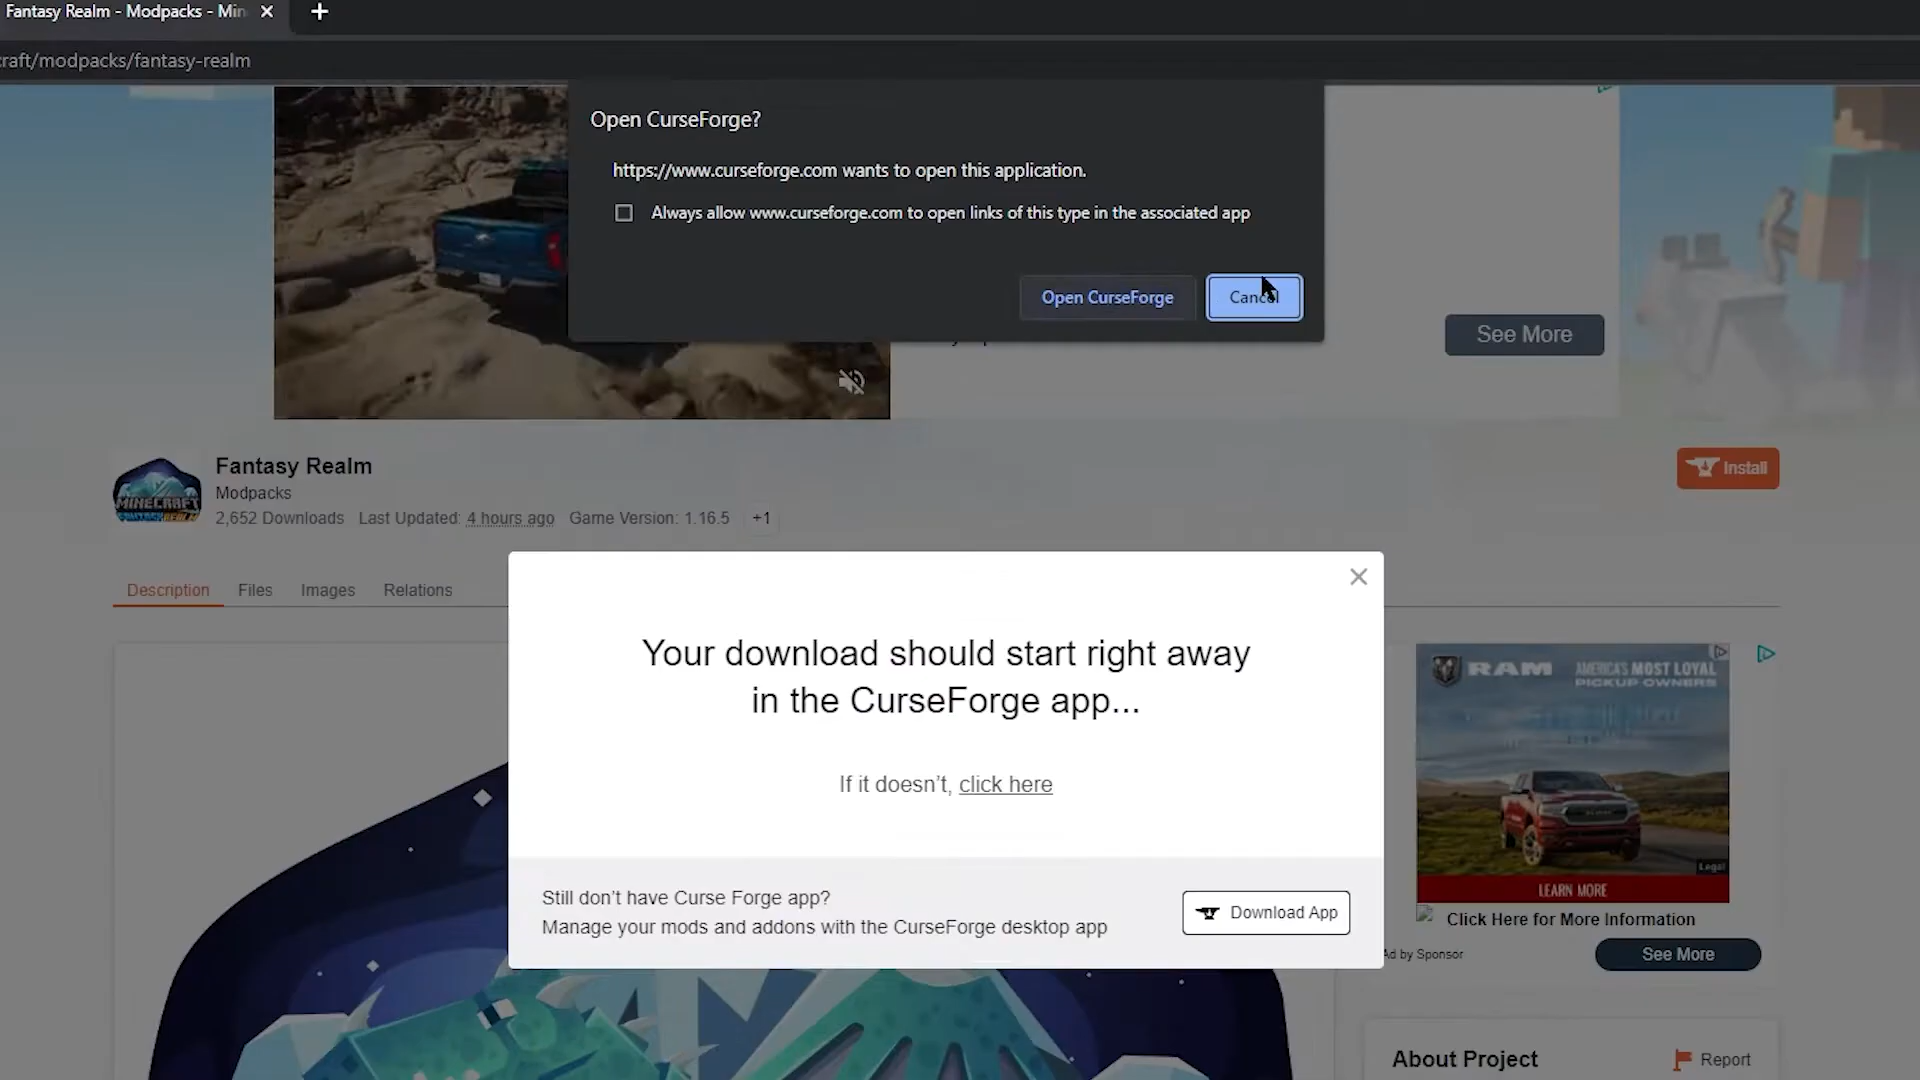 Fantasy Realm - Modpacks - Min
craft/modpacks/fantasy-realm
Open CurseForge?
https://www.curseforge.com wants to open this application.
Always allow www.curseforge.com to open links of this type in the associated app
Open CurseForge
Cancel
See More
Fantasy Realm
Modpacks
2,652 Downloads Last Updated: 4 hours ago Game Version: 1.16.5 +1
Install
MINECRAFT
FANTASY REALM
Description Files Images Relations
Your download should start right away
in the CurseForge app...
If it doesn't, click here
Still don't have Curse Forge app?
Manage your mods and addons with the CurseForge desktop app
Download App
RAM
AMERICA'S MOST LOYAL
PICKUP OWNERS
Legal
LEARN MORE
Click Here for More Information
Ad by Sponsor
See More
About Project
Report